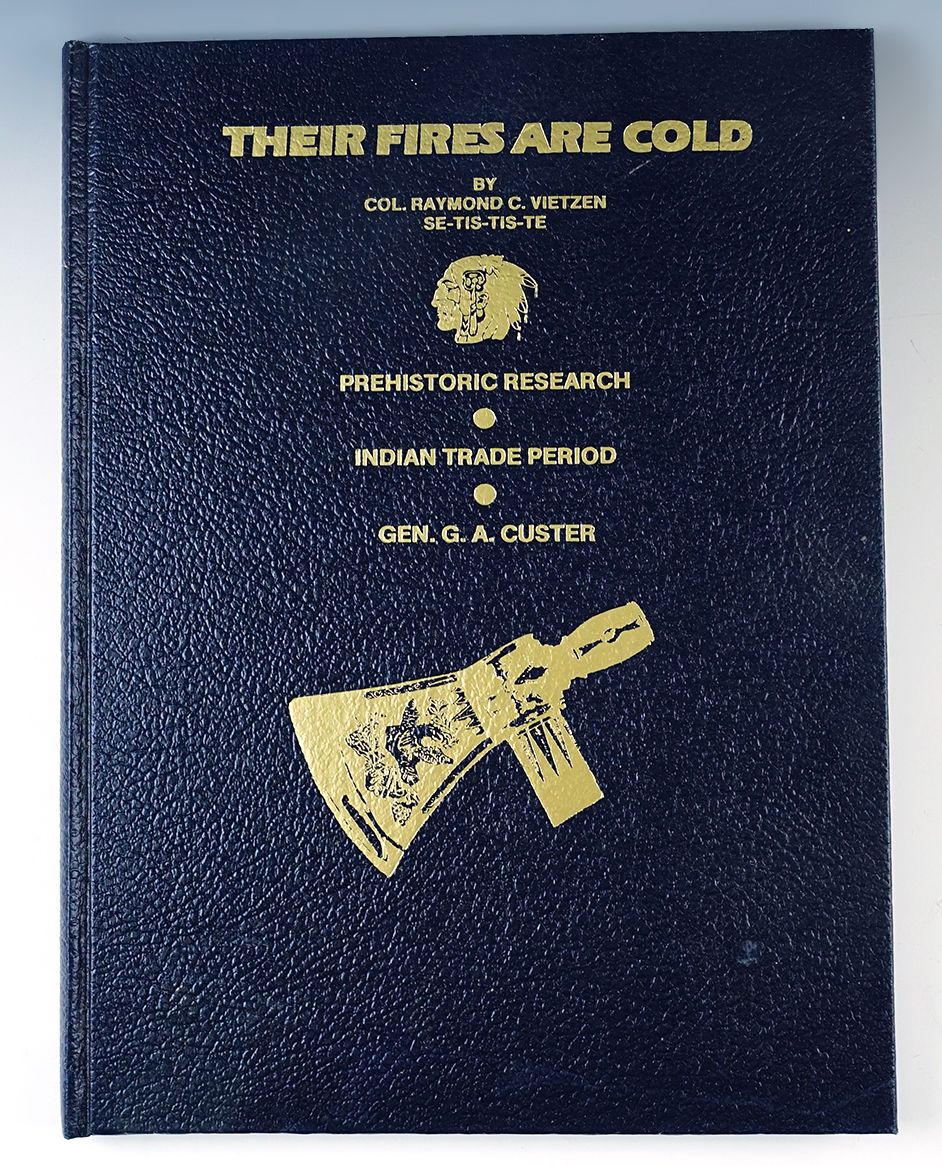 THEIR FIRES ARE COLD
BY
COL. RAYMOND C. VIETZEN
SE-TIS-TIS-TE
PREHISTORIC RESEARCH
INDIAN TRADE PERIOD
GEN. G. A. CUSTER